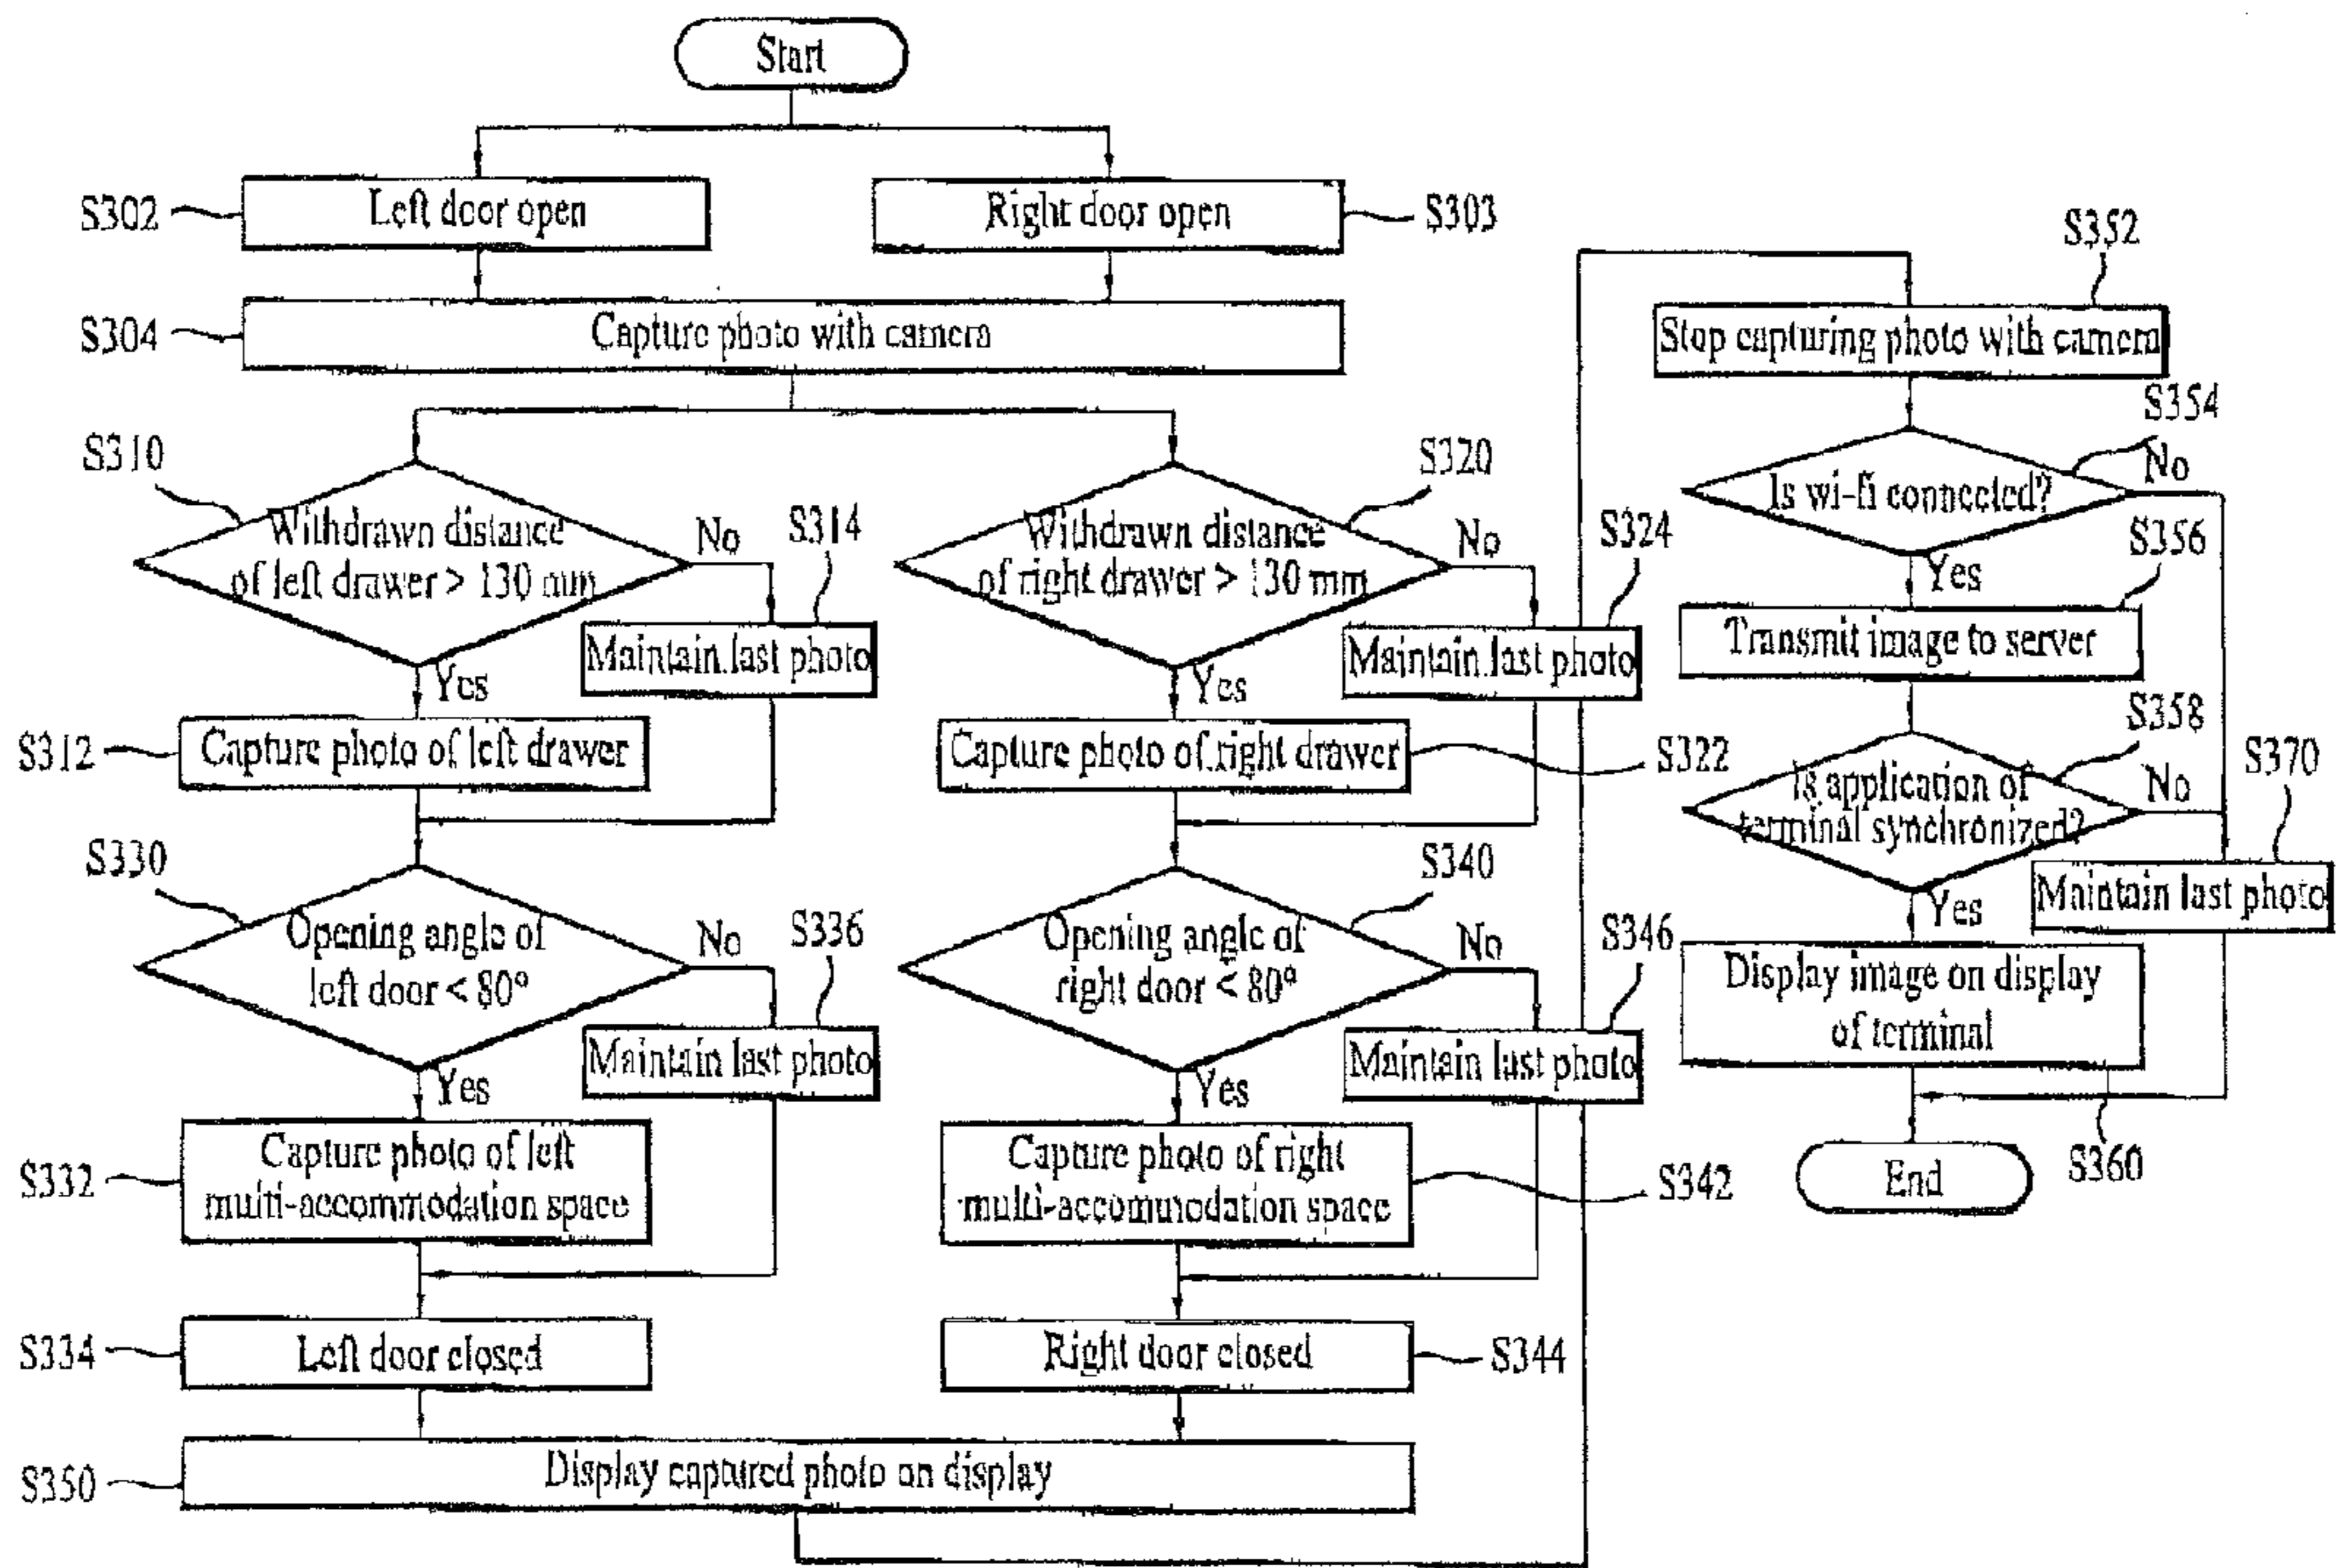 Start
S302
Left door open
Right door open
S303
S304
Capture photo with camera
S310
Withdrawn distance
of left drawer > 130 mm
No
S314
Maintain last photo
Yes
S312
Capture photo of left drawer
S320
Withdrawn distance
of right drawer > 130 mm
No
S324
Maintain last photo
Yes
Capture photo of right drawer
S322
S330
Opening angle of
left door < 80°
No
S336
Maintain last photo
Yes
S332
Capture photo of left
multi-accommodation space
S334
Left door closed
S340
Opening angle of
right door < 80°
No
S346
Maintain last photo
Yes
Capture photo of right
multi-accommodation space
S342
Right door closed
S344
S350
Display captured photo on display
S352
Stop capturing photo with camera
S354
Is wi-fi connected?
No
Yes
S356
Transmit image to server
S358
Is application of
terminal synchronized?
No
S370
Maintain last photo
Yes
Display image on display
of terminal
S360
End